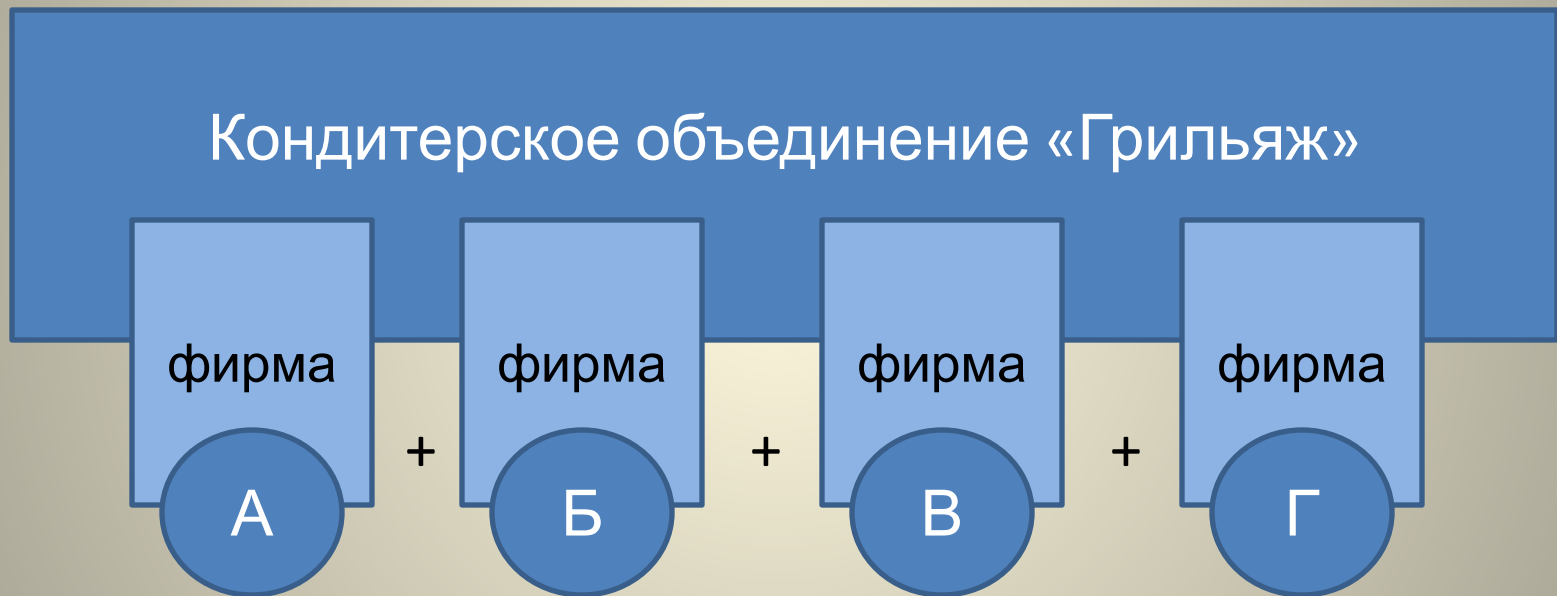 Кондитерское объединение «Грильяж»
фирма фирма фирма фирма
+ + +
А Б В Г